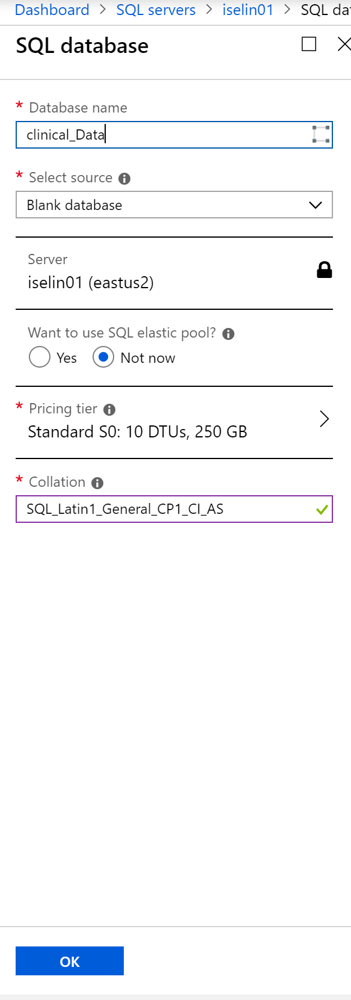 Dashboard > SQL servers > iselin01 > SQL da
SQL database
* Database name
clinical_Data
* Select source
Blank database
Server
iselin01 (eastus2)
Want to use SQL elastic pool?
Yes Not now
* Pricing tier
Standard S0: 10 DTUs, 250 GB
* Collation
SQL_Latin1_General_CP1_CI_AS
OK